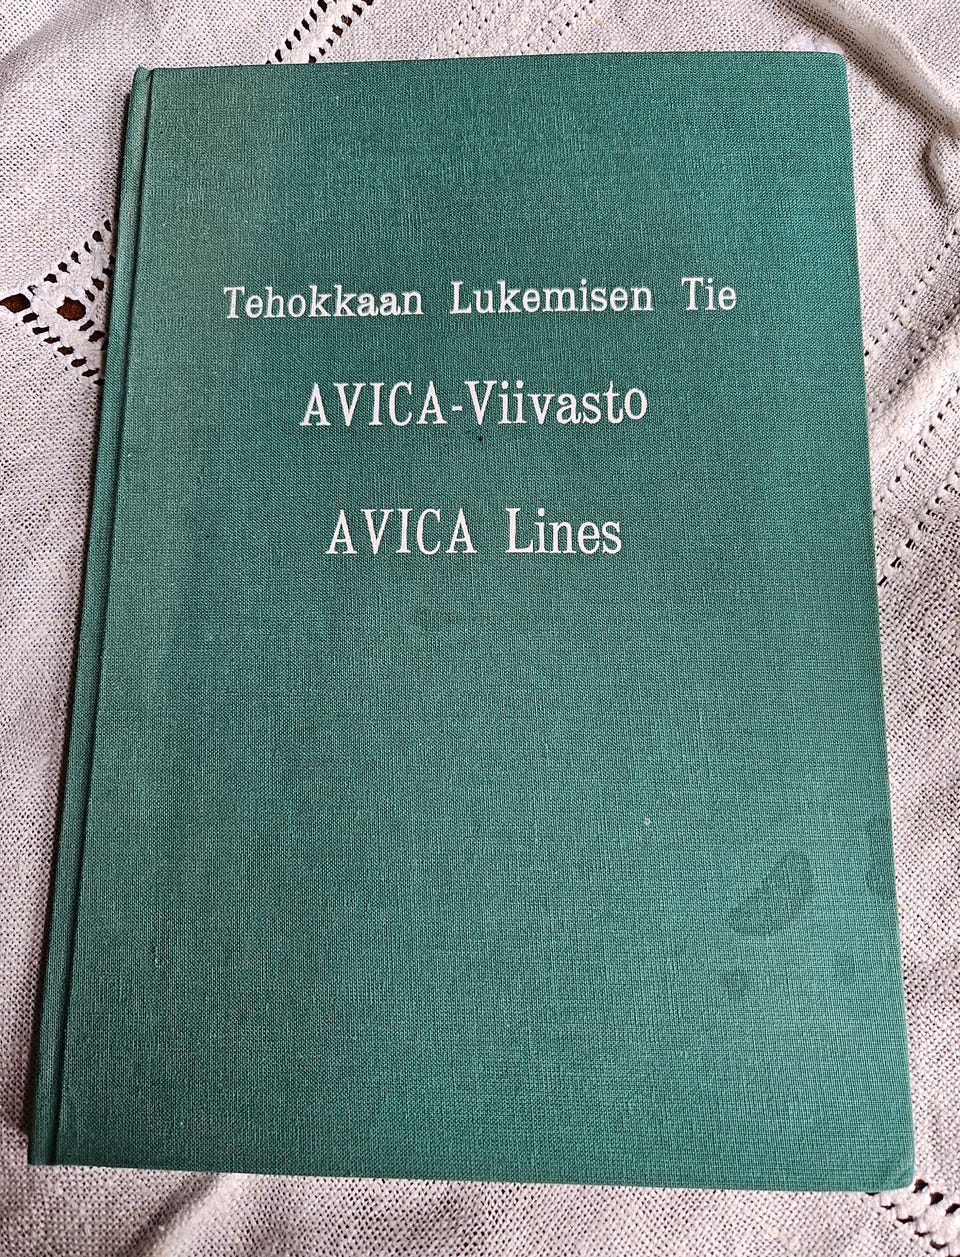 Tehokkaan Lukemisen Tie
AVICA-Viivasto
AVICA Lines